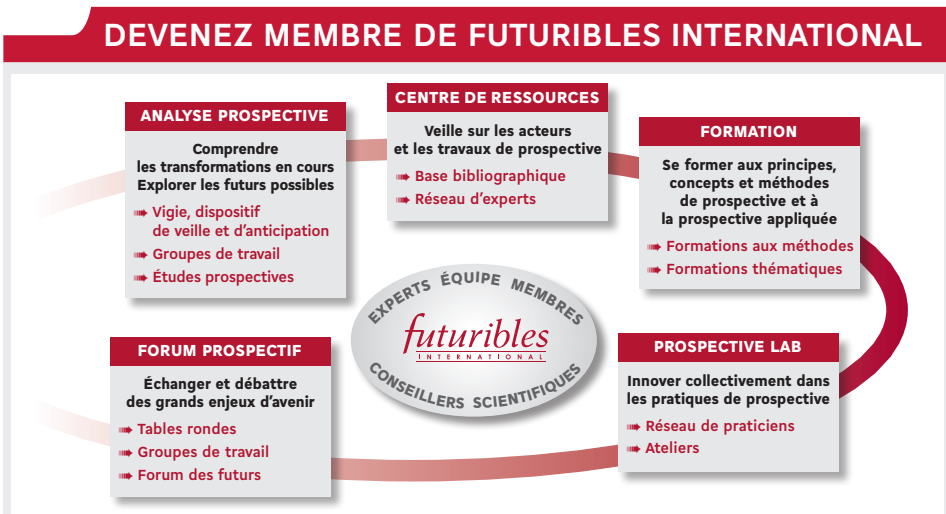 DEVENEZ MEMBRE DE FUTURIBLES INTERNATIONAL
ANALYSE PROSPECTIVE
Comprendre
les transformations en cours
Explorer les futurs possibles
Vigie, dispositif
de veille et d'anticipation
Groupes de travail
Études prospectives
CENTRE DE RESSOURCES
Veille sur les acteurs
et les travaux de prospective
Base bibliographique
Réseau d'experts
FORMATION
Se former aux principes,
concepts et méthodes
de prospective et à
la prospective appliquée
Formations aux méthodes
Formations thématiques
EXPERTS ÉQUIPE MEMBRES
futuribles
INTERNATIONAL
CONSEILLERS SCIENTIFIQUES
FORUM PROSPECTIF
Échanger et débattre
des grands enjeux d'avenir
Tables rondes
Groupes de travail
Forum des futurs
PROSPECTIVE LAB
Innover collectivement dans
les pratiques de prospective
Réseau de praticiens
Ateliers